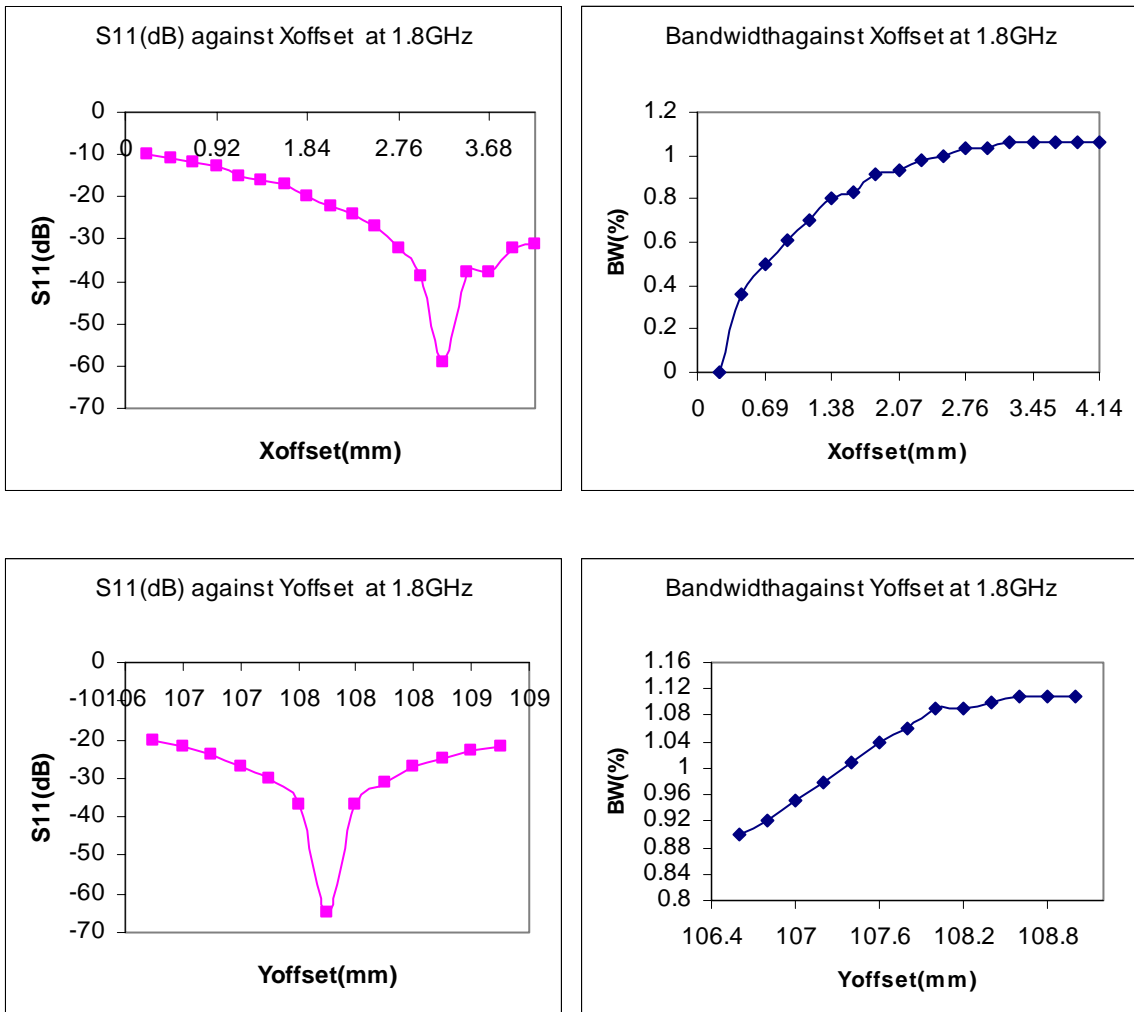 S11(dB) against Xoffset at 1.8GHz
0
-10
-20
-30
-40
-50
-60
-70
0 0.92 1.84 2.76 3.68
S11(dB)
Xoffset(mm)
Bandwidthagainst Xoffset at 1.8GHz
1.2
1
0.8
0.6
0.4
0.2
0
0 0.69 1.38 2.07 2.76 3.45 4.14
BW(%)
Xoffset(mm)
S11(dB) against Yoffset at 1.8GHz
0
-10
-20
-30
-40
-50
-60
-70
106 107 107 108 108 108 109 109
S11(dB)
Yoffset(mm)
Bandwidthagainst Yoffset at 1.8GHz
1.16
1.12
1.08
1.04
1
0.96
0.92
0.88
0.84
0.8
106.4 107 107.6 108.2 108.8
BW(%)
Yoffset(mm)